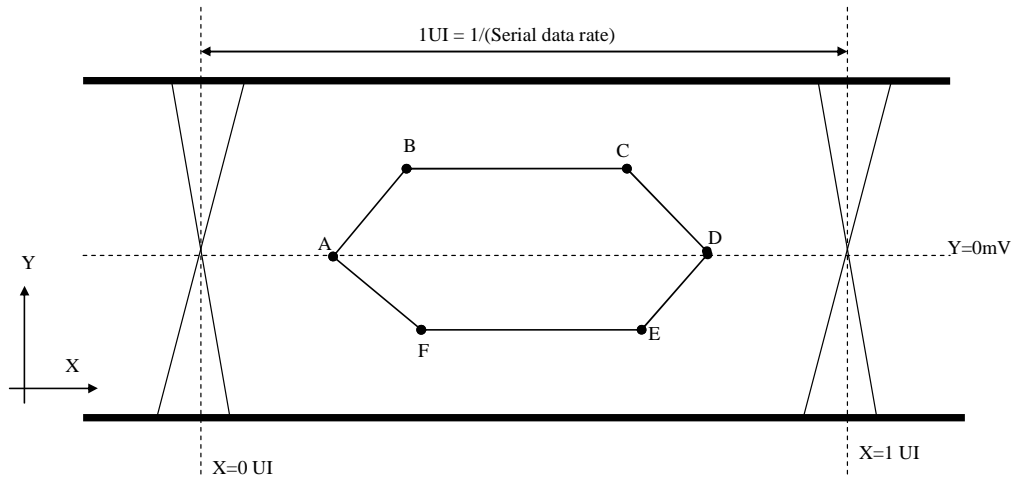 1UI = 1/(Serial data rate)
B
C
A
D
Y=0mV
Y
F
E
X
X=0 UI
X=1 UI